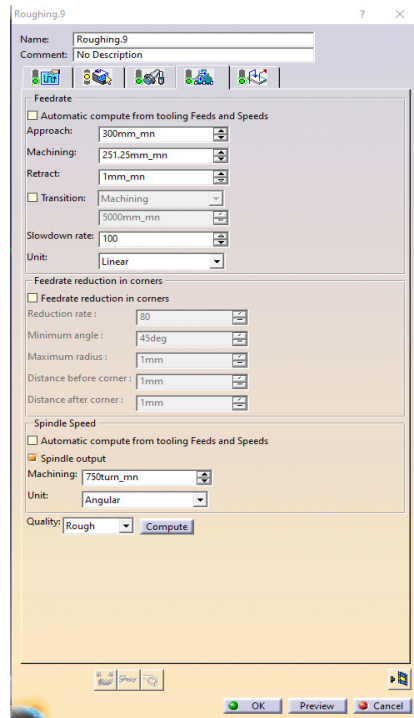 Roughing.9 ?
Name: Roughing.9
Comment: No Description
Feedrate
Automatic compute from tooling Feeds and Speeds
Approach: 300mm_mn
Machining: 251.25mm_mn
Retract: 1mm_mn
Transition: Machining
5000mm_mn
Slowdown rate: 100
Unit: Linear
Feedrate reduction in corners
Feedrate reduction in corners
Reduction rate : 80
Minimum angle : 45deg
Maximum radius : 1mm
Distance before corner : 1mm
Distance after corner : 1mm
Spindle Speed
Automatic compute from tooling Feeds and Speeds
Spindle output
Machining: 750turn_mn
Unit: Angular
Quality: Rough Compute
OK Preview Cancel